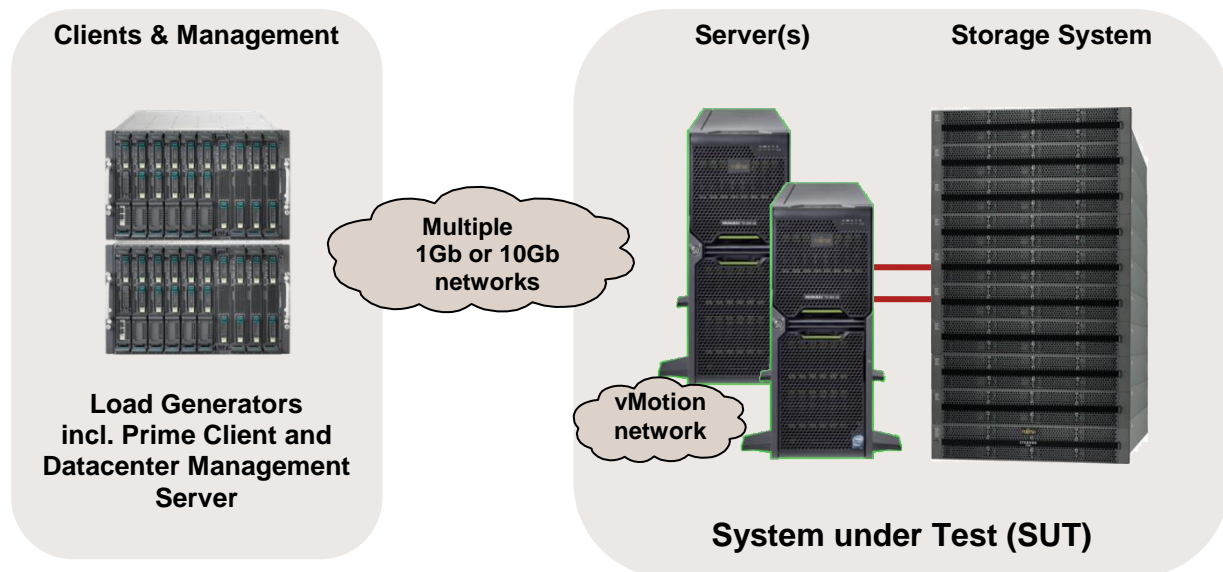 Clients & Management
Server(s)
Storage System
Multiple
1Gb or 10Gb
networks
vMotion
network
Load Generators
incl. Prime Client and
Datacenter Management
Server
System under Test (SUT)